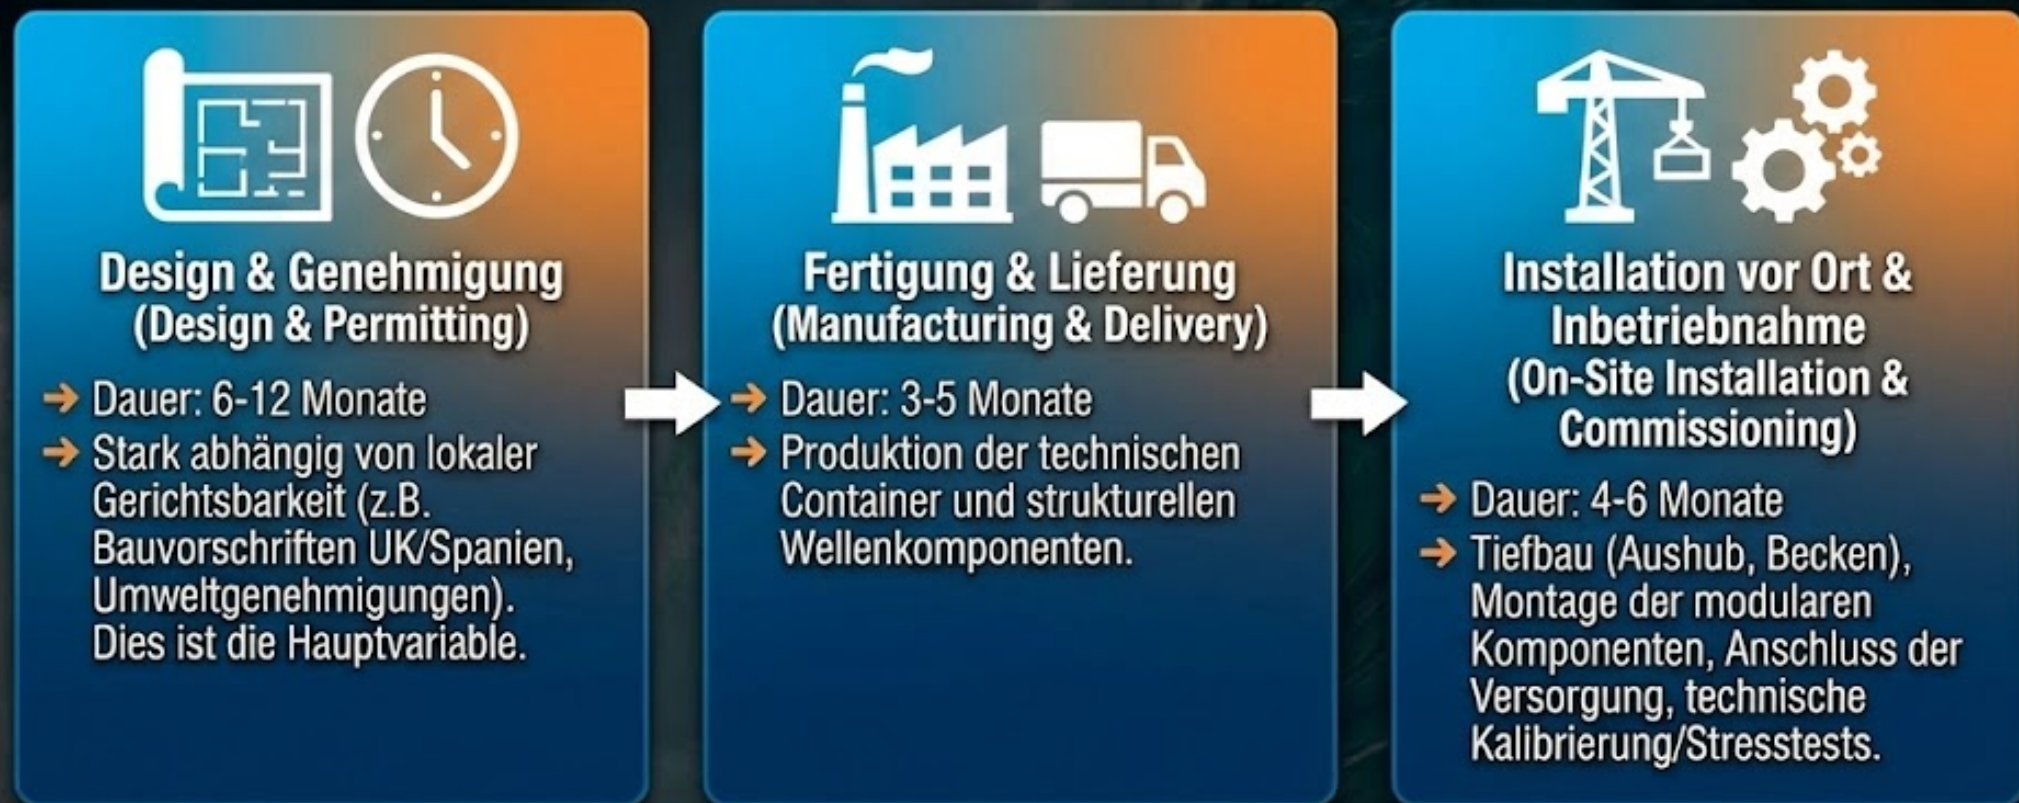 Design & Genehmigung
(Design & Permitting)
→ Dauer: 6-12 Monate
→ Stark abhängig von lokaler
Gerichtsbarkeit (z.B.
Bauvorschriften UK/Spanien,
Umweltgenehmigungen).
Dies ist die Hauptvariable.
Fertigung & Lieferung
(Manufacturing & Delivery)
→ Dauer: 3-5 Monate
→ Produktion der technischen
Container und strukturellen
Wellenkomponenten.
Installation vor Ort &
Inbetriebnahme
(On-Site Installation &
Commissioning)
→ Dauer: 4-6 Monate
→ Tiefbau (Aushub, Becken),
Montage der modularen
Komponenten, Anschluss der
Versorgung, technische
Kalibrierung/Stresstests.